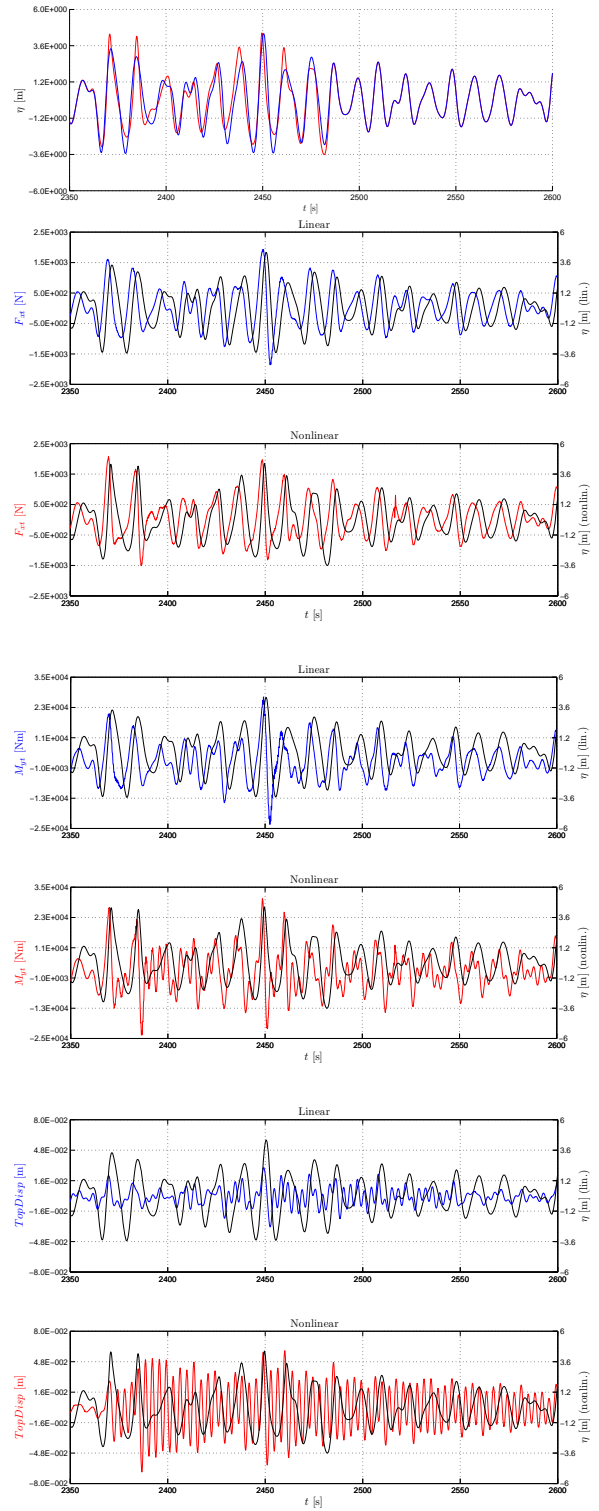 6.0E+000
3.6E+000
1.2E+000
−1.2E+000
−3.6E+000
−6.0E+000
η [m]
2350 2400 2450 2500 2550 2600
t [s]
Linear
2.5E+003
1.5E+003
5.0E+002
−5.0E+002
−1.5E+003
−2.5E+003
F_xt [N]
6
3.6
1.2
−1.2
−3.6
−6
η [m] (lin.)
2350 2400 2450 2500 2550 2600
Nonlinear
2.5E+003
1.5E+003
5.0E+002
−5.0E+002
−1.5E+003
−2.5E+003
F_xt [N]
6
3.6
1.2
−1.2
−3.6
−6
η [m] (nonlin.)
2350 2400 2450 2500 2550 2600
t [s]
Linear
3.5E+004
2.3E+004
1.1E+004
−1.0E+003
−1.3E+004
−2.5E+004
M_yt [Nm]
6
3.6
1.2
−1.2
−3.6
−6
η [m] (lin.)
2350 2400 2450 2500 2550 2600
Nonlinear
3.5E+004
2.3E+004
1.1E+004
−1.0E+003
−1.3E+004
−2.5E+004
M_yt [Nm]
6
3.6
1.2
−1.2
−3.6
−6
η [m] (nonlin.)
2350 2400 2450 2500 2550 2600
t [s]
Linear
8.0E−002
4.8E−002
1.6E−002
−1.6E−002
−4.8E−002
−8.0E−002
TopDisp [m]
6
3.6
1.2
−1.2
−3.6
−6
η [m] (lin.)
2350 2400 2450 2500 2550 2600
Nonlinear
8.0E−002
4.8E−002
1.6E−002
−1.6E−002
−4.8E−002
−8.0E−002
TopDisp [m]
6
3.6
1.2
−1.2
−3.6
−6
η [m] (nonlin.)
2350 2400 2450 2500 2550 2600
t [s]